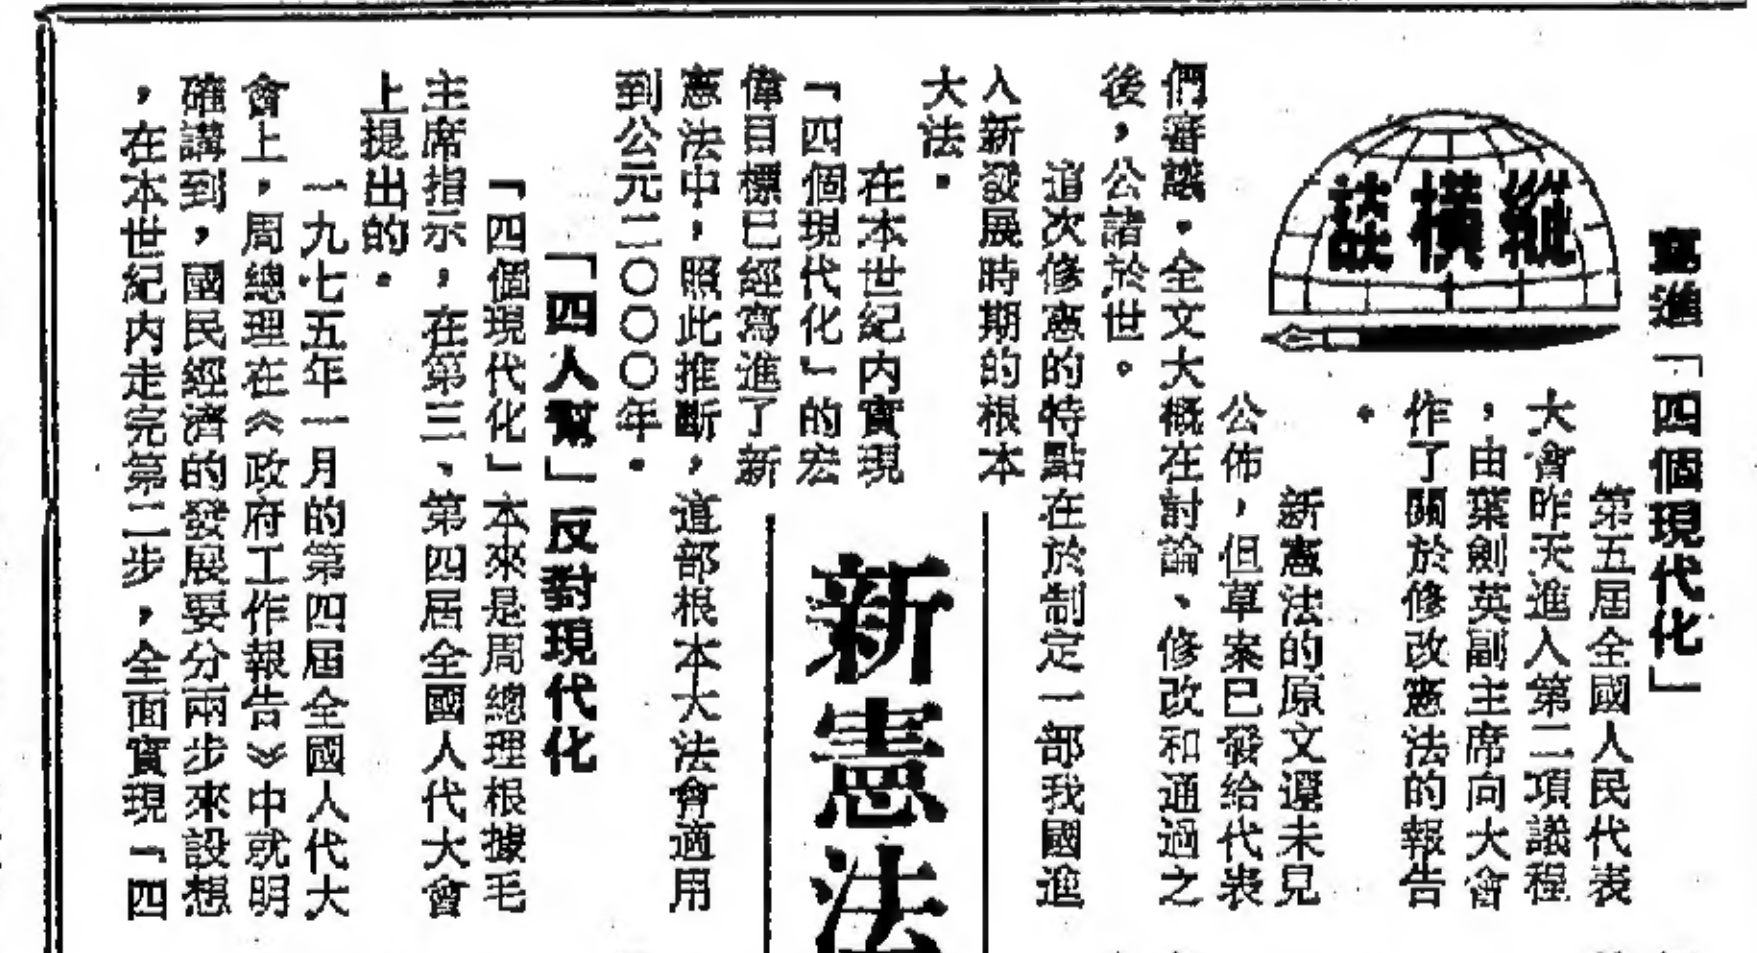 寫進「四個現代化」
縱橫談
第五屆全國人民代表
大會昨天進入第二項議程
，由葉劍英副主席向大會
作了關於修改憲法的報告
。
新憲法的原文還未見
公佈，但草案已發給代表
們審議。全文大概在討論、修改和通過之
後，公諸於世。
這次修憲的特點在於制定一部我國進
入新發展時期的根本
大法。
在本世紀內實現
「四個現代化」的宏
偉目標已經寫進了新
憲法中，照此推斷，這部根本大法會適用
到公元二〇〇〇年。
新憲法
「四人幫」反對現代化
「四個現代化」本來是周總理根據毛
主席指示，在第三、第四屆全國人代大會
上提出的。
一九七五年一月的第四屆全國人代大
會上，周總理在《政府工作報告》中就明
確講到，國民經濟的發展要分兩步來設想
，在本世紀內走完第二步，全面實現「四